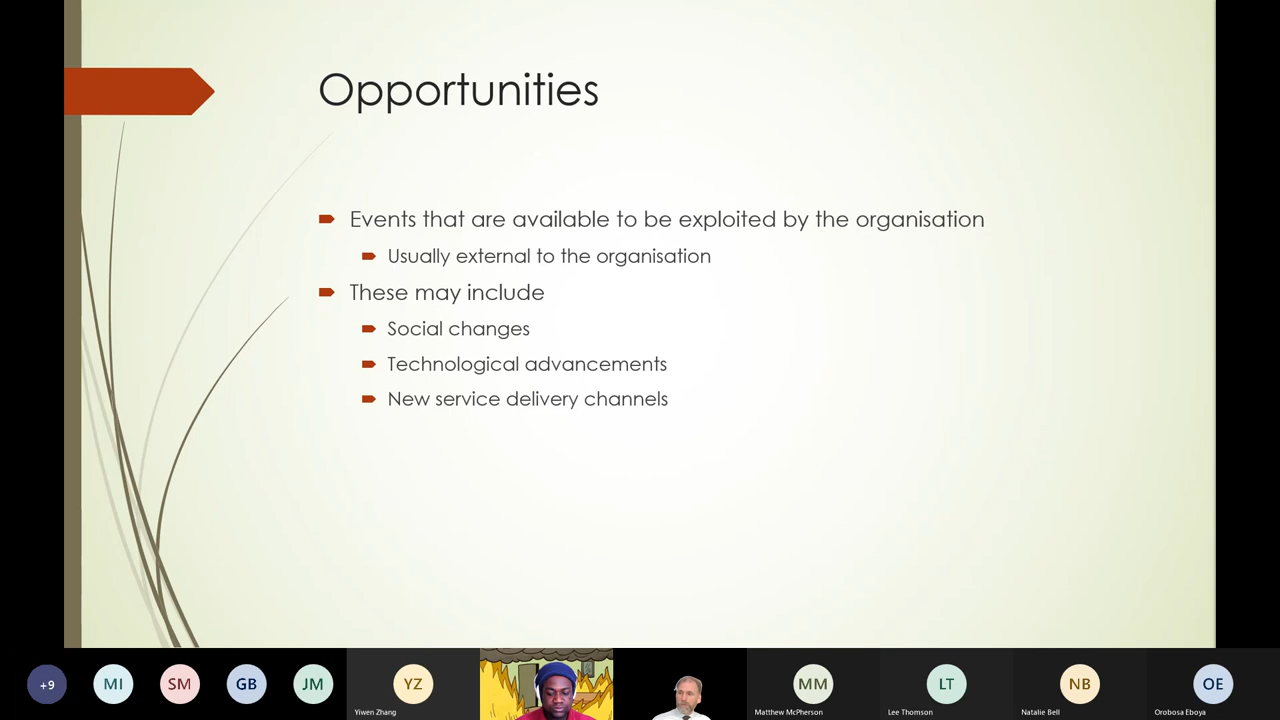 Opportunities
Events that are available to be exploited by the organisation
Usually external to the organisation
These may include
Social changes
Technological advancements
New service delivery channels
+9
MI
SM
GB
JM
YZ
MM
LT
NB
OE
Yiwen Zhang
Matthew McPherson
Lee Thomson
Natalie Bell
Orobosa Eboya